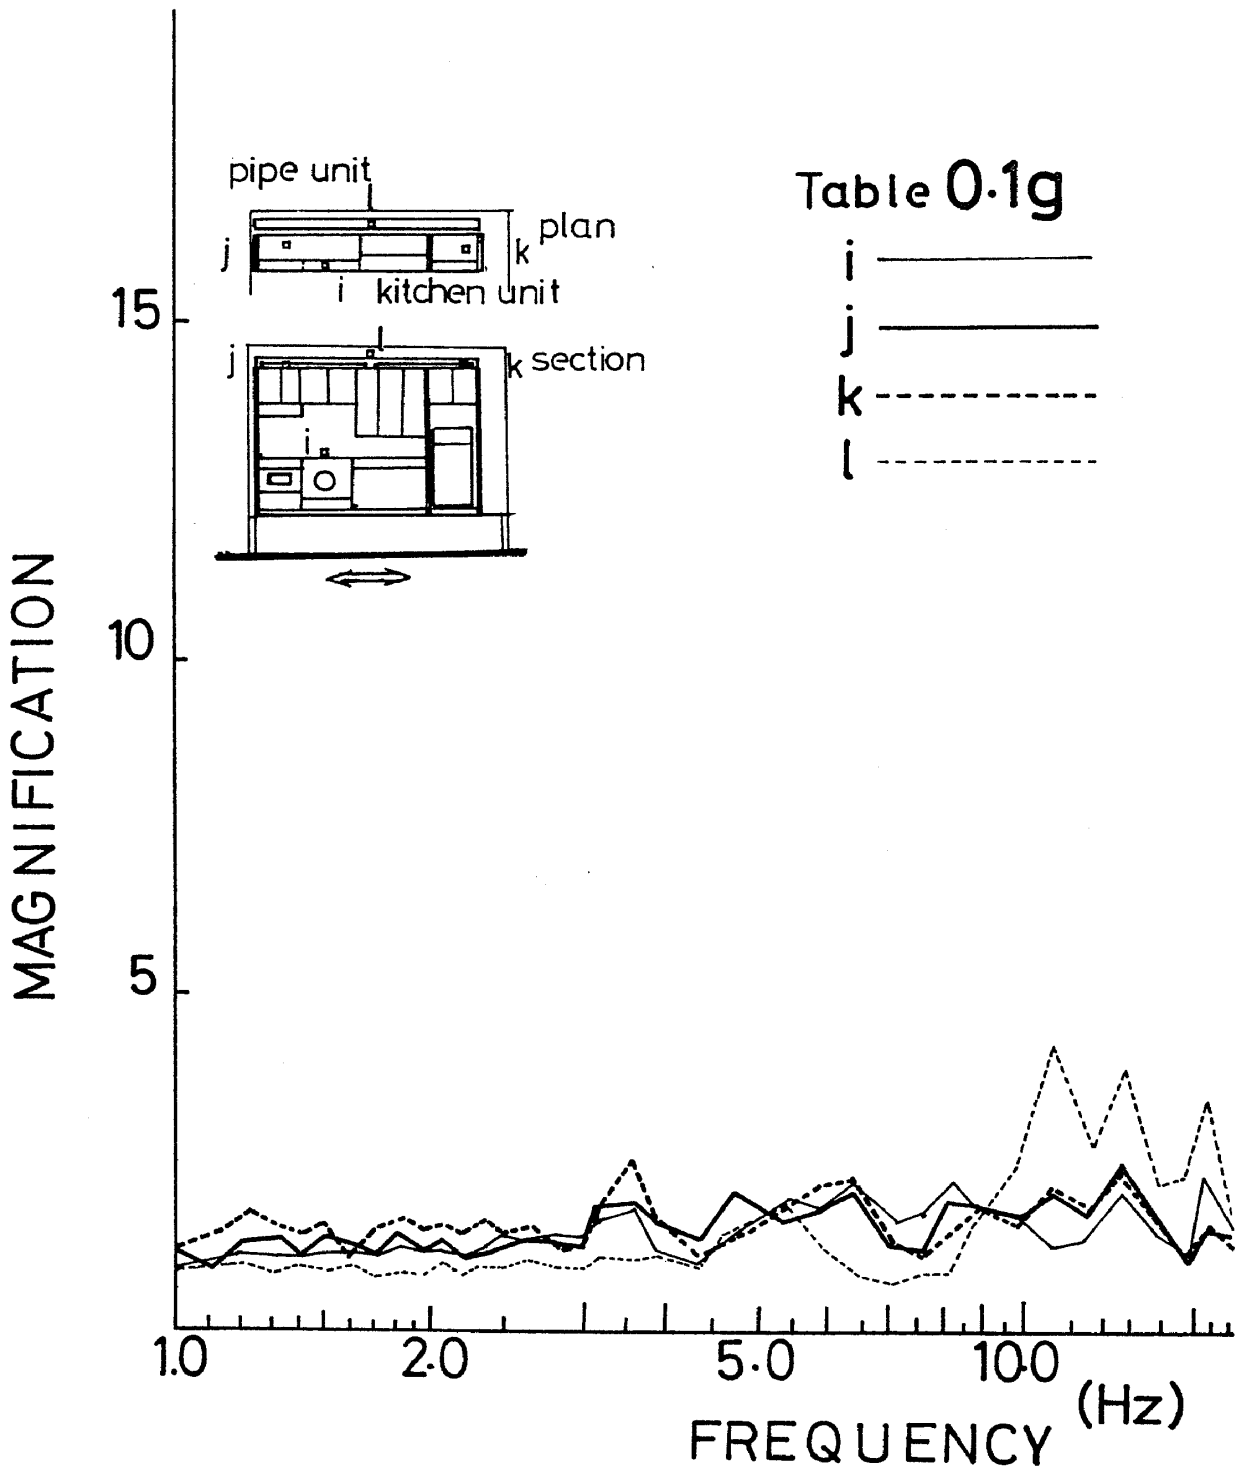 pipe unit
l
plan
j
k
i kitchen unit
l
j
k section
i
Table 0.1g
i
j
k
l
15
10
5
MAGNIFICATION
1.0 2.0 5.0 10.0
(Hz)
FREQUENCY